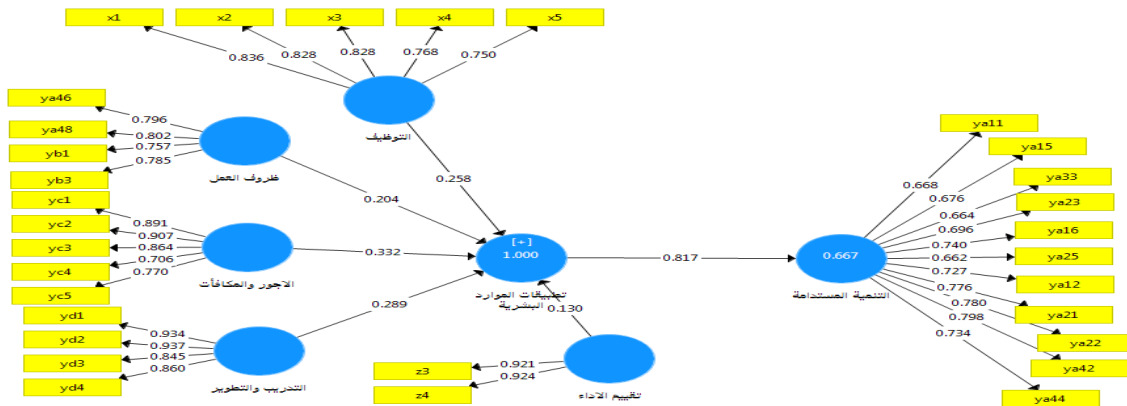 x1
x2
x3
x4
x5
0.836
0.828
0.828
0.768
0.750
التوظيف
ya46
ya48
yb1
yb3
0.796
0.802
0.757
0.785
ظروف العمل
yc1
yc2
yc3
yc4
yc5
0.891
0.907
0.864
0.706
0.770
الاجور والمكافأت
yd1
yd2
yd3
yd4
0.934
0.937
0.845
0.860
التدريب والتطوير
z3
z4
0.921
0.924
تقييم الاداء
0.258
0.204
0.332
0.289
0.130
[+]
1.000
تطبيقات الموارد
البشرية
0.817
0.667
التنمية المستدامة
ya11
ya15
ya33
ya23
ya16
ya25
ya12
ya21
ya22
ya42
ya44
0.668
0.676
0.664
0.696
0.740
0.662
0.727
0.776
0.780
0.798
0.734